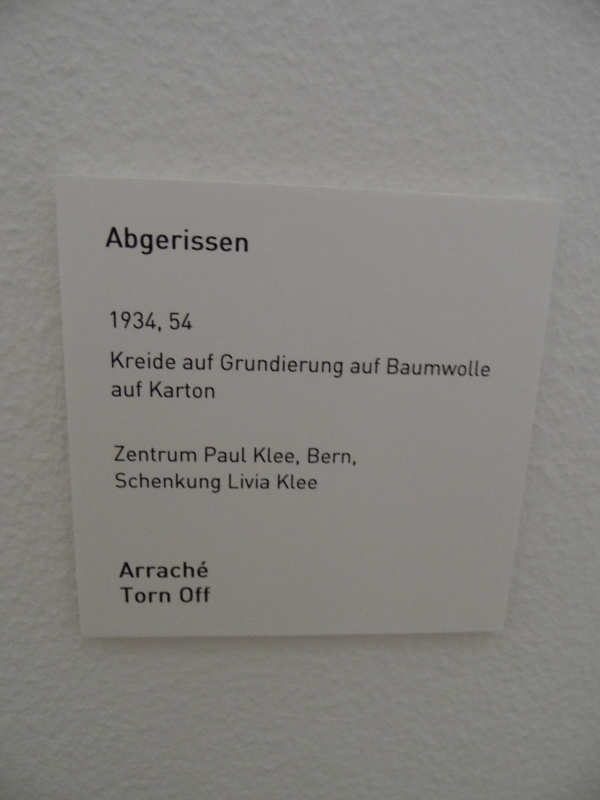 Abgerissen
1934, 54
Kreide auf Grundierung auf Baumwolle
auf Karton
Zentrum Paul Klee, Bern,
Schenkung Livia Klee
Arraché
Torn Off